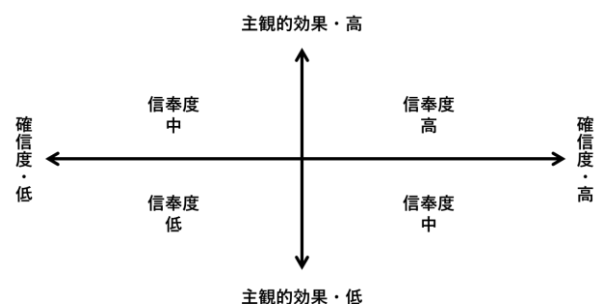 主観的効果・高
信奉度
中
信奉度
高
確信度・低
確信度・高
信奉度
低
信奉度
中
主観的効果・低